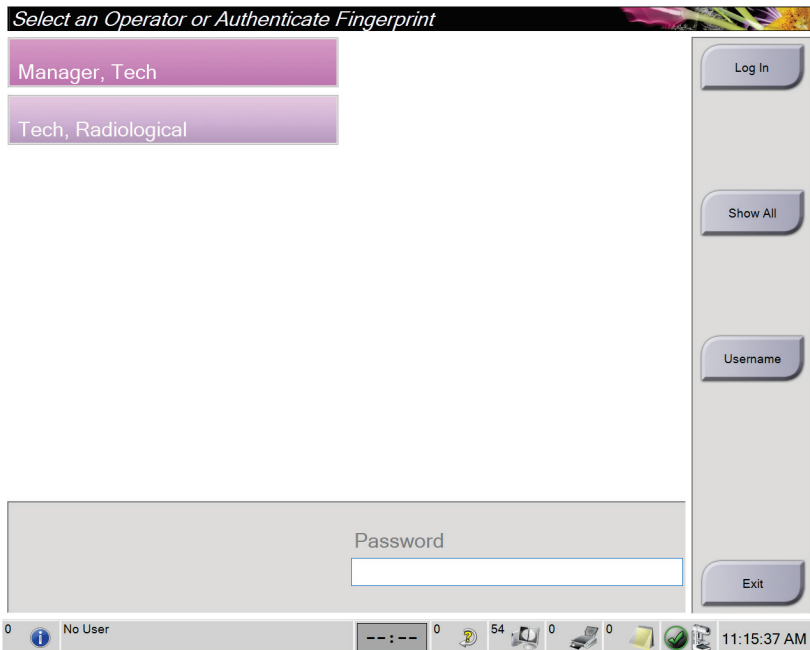 Select an Operator or Authenticate Fingerprint
Manager, Tech
Log In
Tech, Radiological
Show All
Username
Password
Exit
0 No User --:-- 0 54 0 0 11:15:37 AM